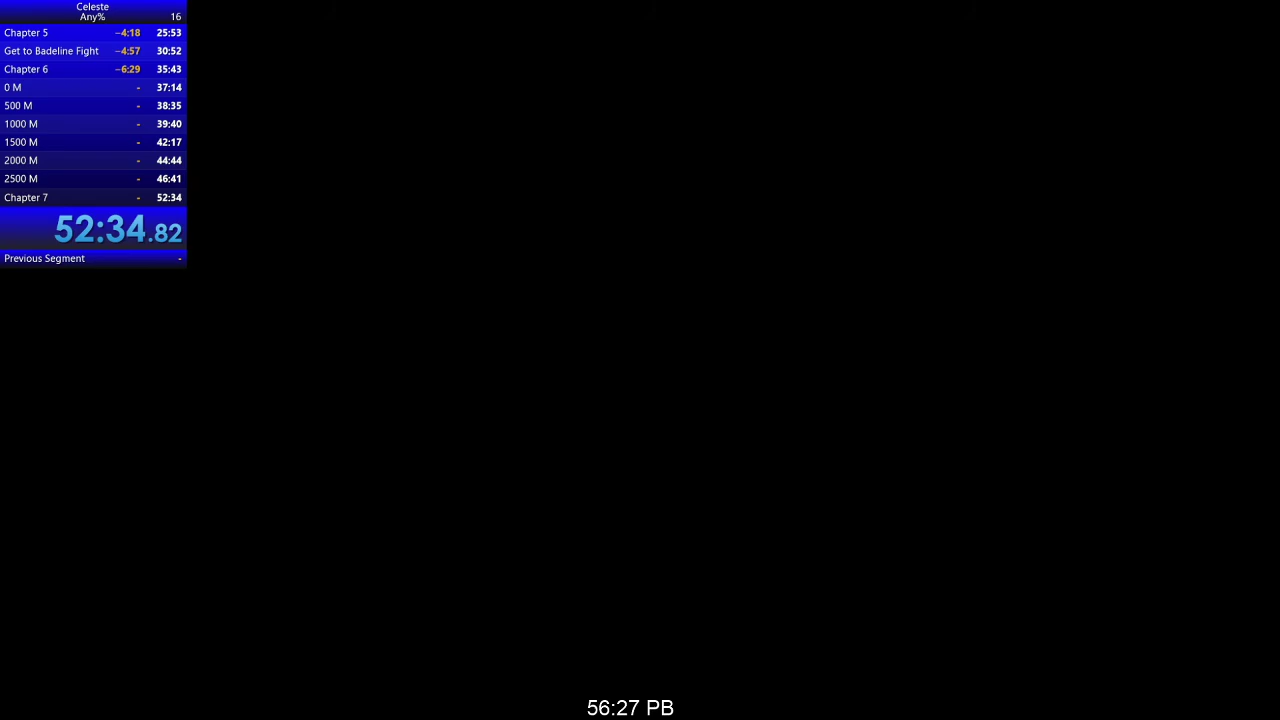 Celeste
Any% 16
Chapter 5 −4:18 25:53
Get to Badeline Fight −4:57 30:52
Chapter 6 −6:29 35:43
0 M - 37:14
500 M - 38:35
1000 M - 39:40
1500 M - 42:17
2000 M - 44:44
2500 M - 46:41
Chapter 7 - 52:34
52:34.82
Previous Segment -
56:27 PB